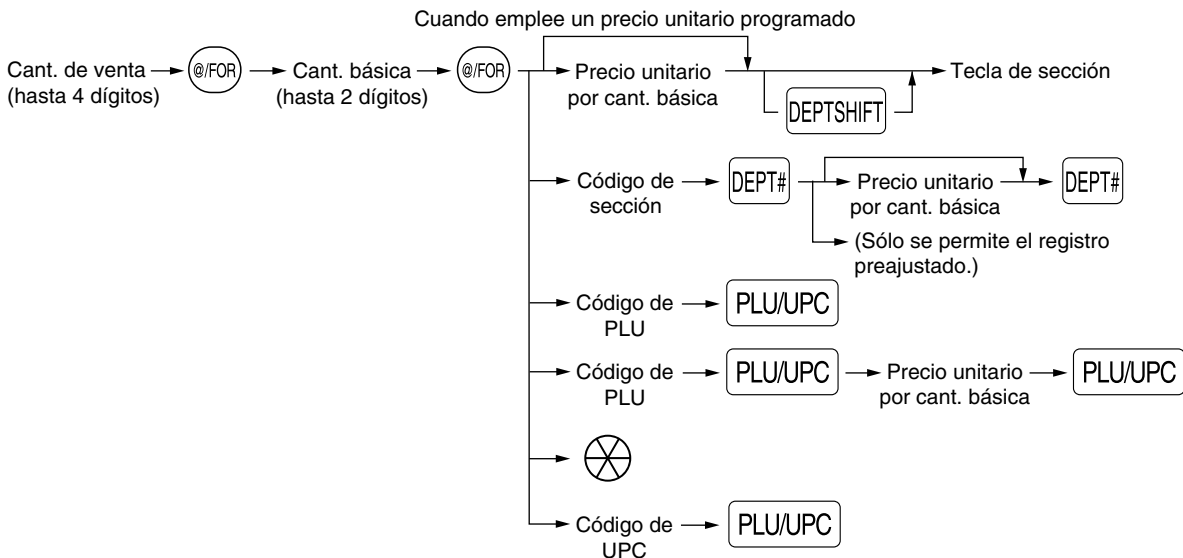 Cuando emplee un precio unitario programado
Cant. de venta
(hasta 4 dígitos)
@/FOR
Cant. básica
(hasta 2 dígitos)
@/FOR
Precio unitario
por cant. básica
DEPTSHIFT
Tecla de sección
Código de
sección
DEPT#
Precio unitario
por cant. básica
DEPT#
(Sólo se permite el registro
preajustado.)
Código de
PLU
PLU/UPC
Código de
PLU
PLU/UPC
Precio unitario
por cant. básica
PLU/UPC
Código de
UPC
PLU/UPC